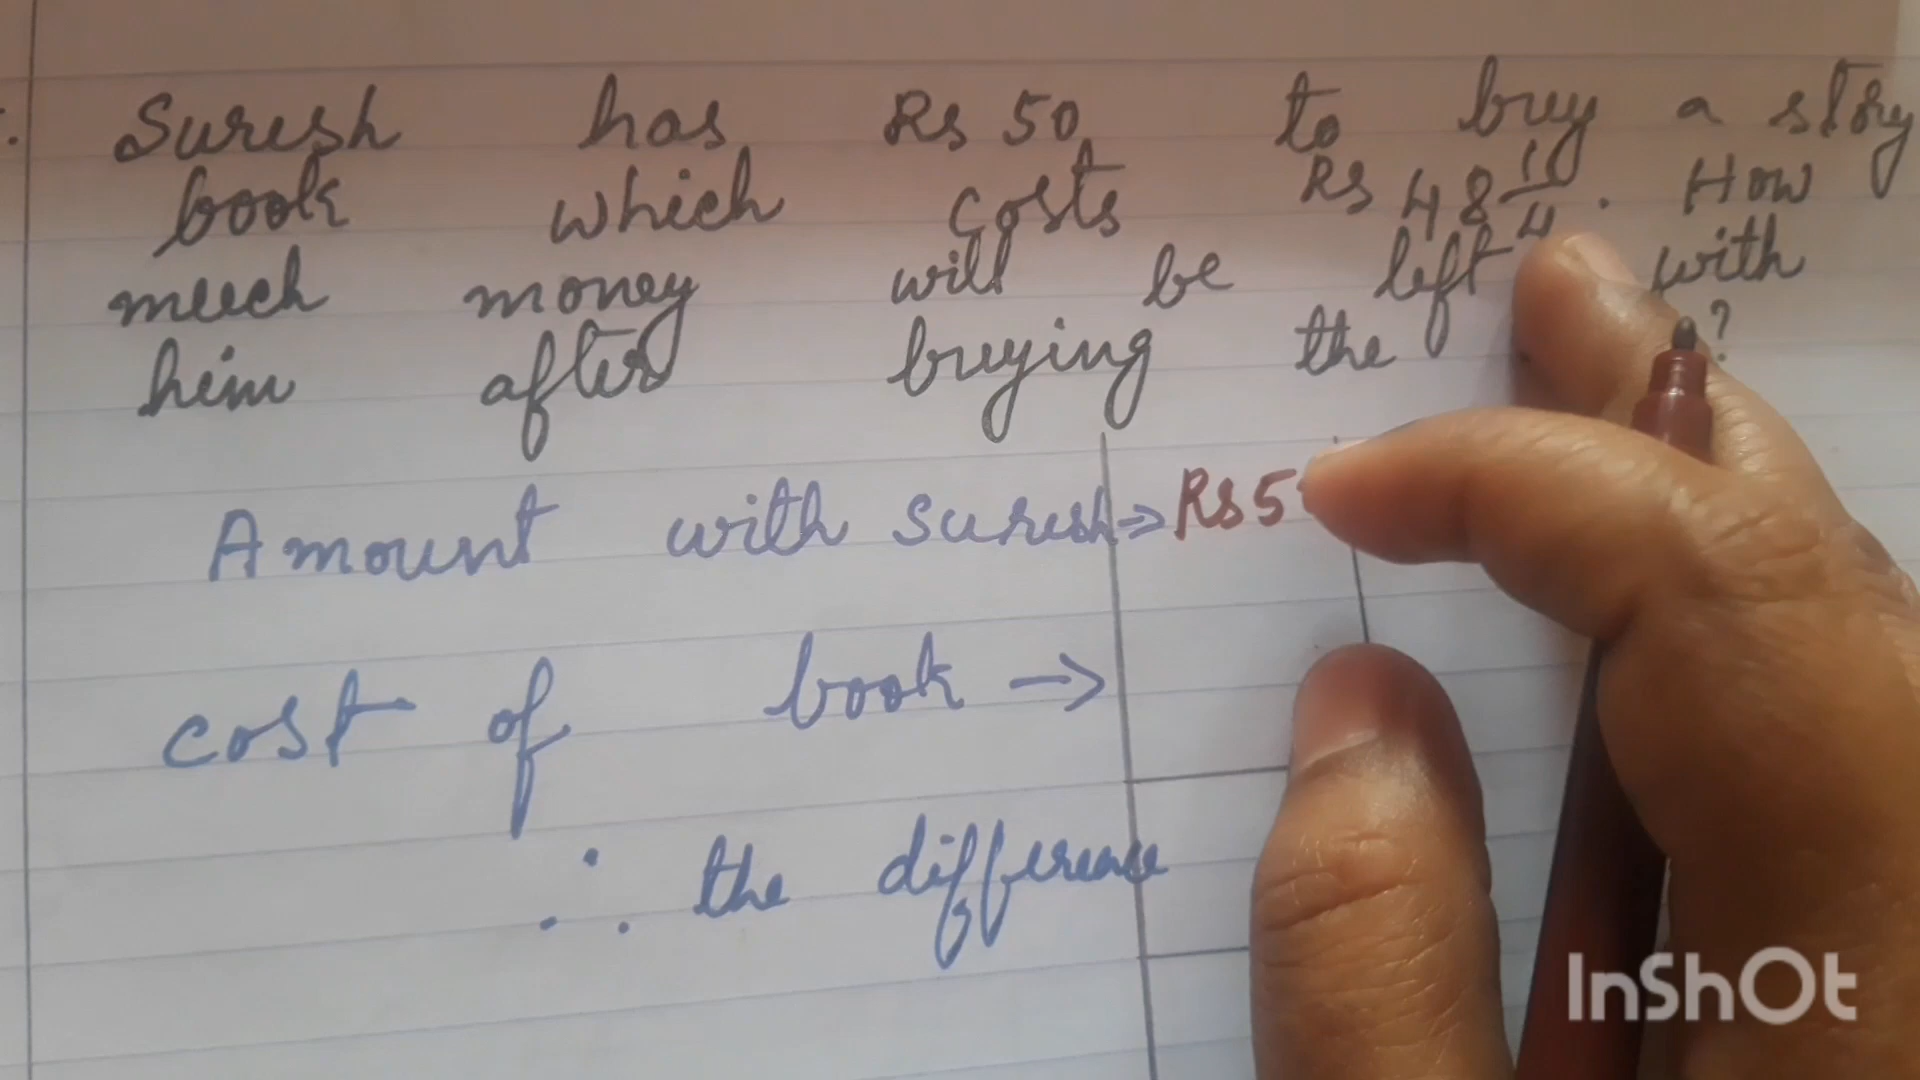 Suresh has Rs 50 to buy a story
book which costs Rs 48 1/4. How
much money will be left with
him after buying the ?
Amount with Suresh → Rs 5
cost of book →
∴ the difference
InShOt